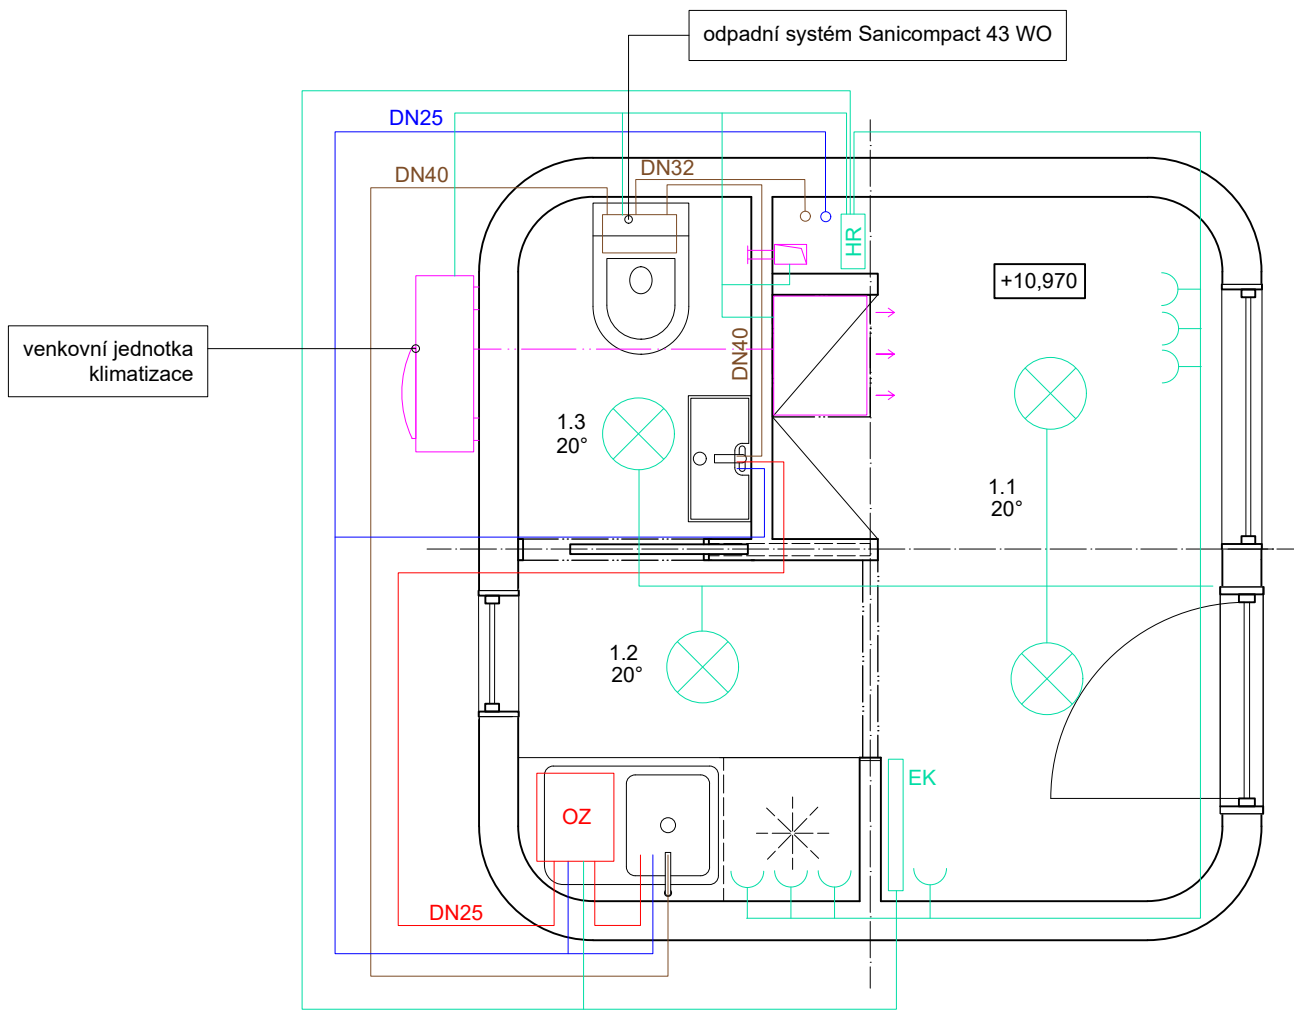 odpadní systém Sanicompact 43 WO
DN25
DN40
DN32
HR
+10,970
venkovní jednotka
klimatizace
DN40
1.3
20°
1.1
20°
1.2
20°
EK
OZ
DN25